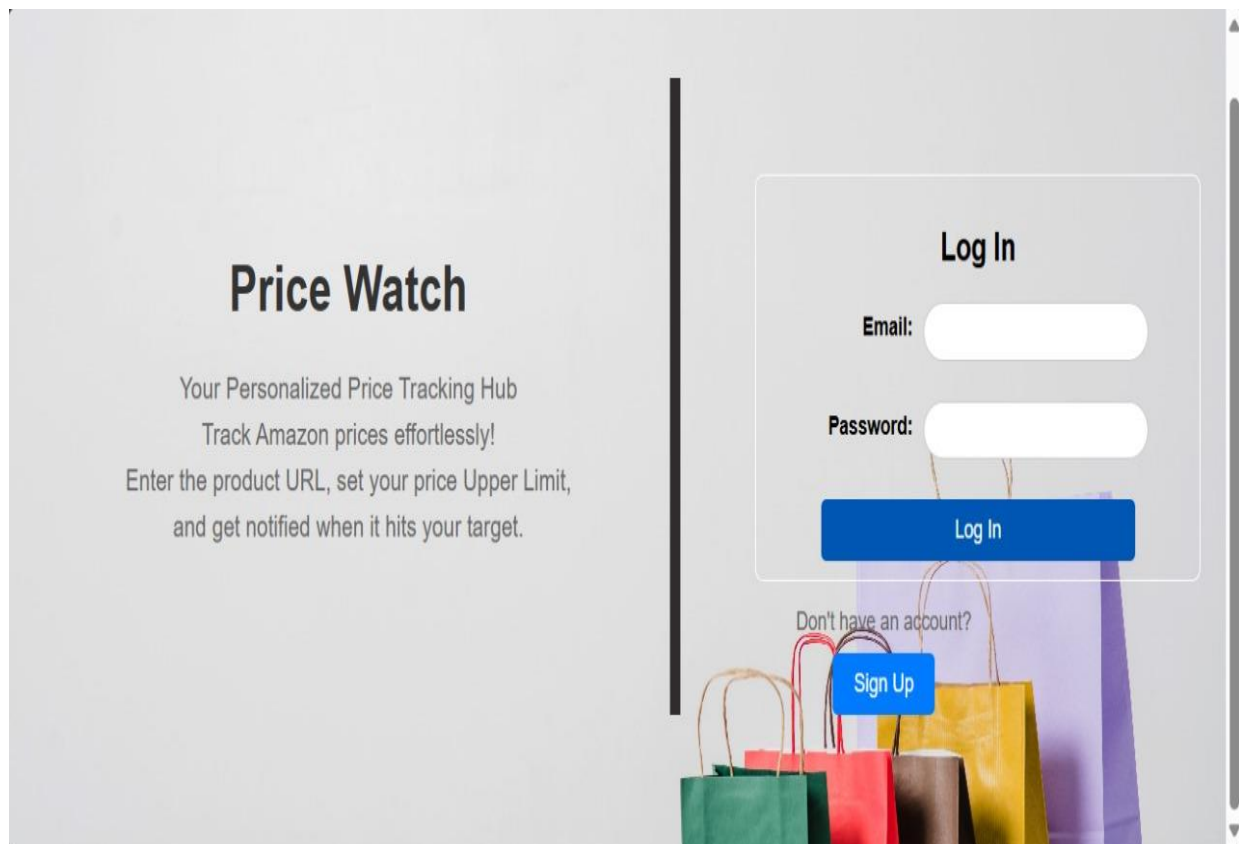 Price Watch
Your Personalized Price Tracking Hub
Track Amazon prices effortlessly!
Enter the product URL, set your price Upper Limit,
and get notified when it hits your target.
Log In
Email:
Password:
Log In
Don't have an account?
Sign Up